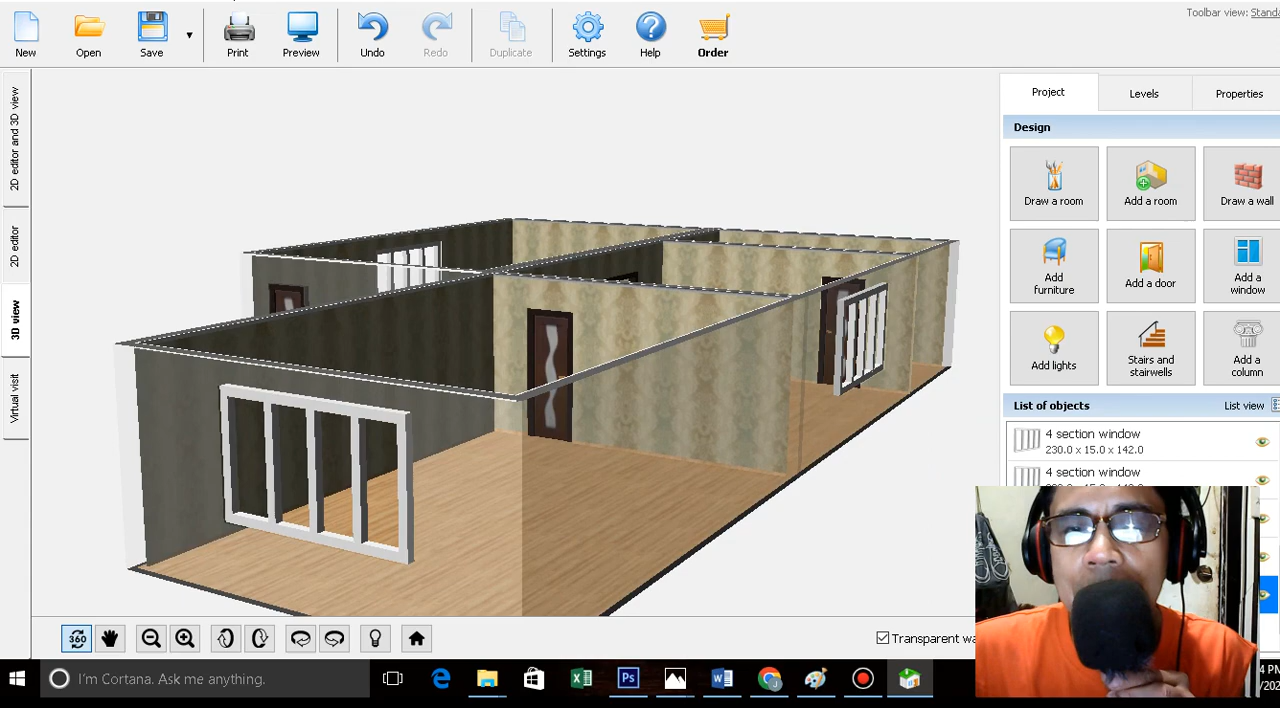 Toolbar view: Stand
New
Open
Save
Print
Preview
Undo
Redo
Duplicate
Settings
Help
Order
2D editor and 3D view
2D editor
3D view
Virtual visit
Project
Levels
Properties
Design
Draw a room
Add a room
Draw a wall
Add furniture
Add a door
Add a window
Add lights
Stairs and stairwells
Add a column
List of objects
List view
4 section window
230.0 x 15.0 x 142.0
4 section window
360
Transparent wa
I'm Cortana. Ask me anything.
4 PM